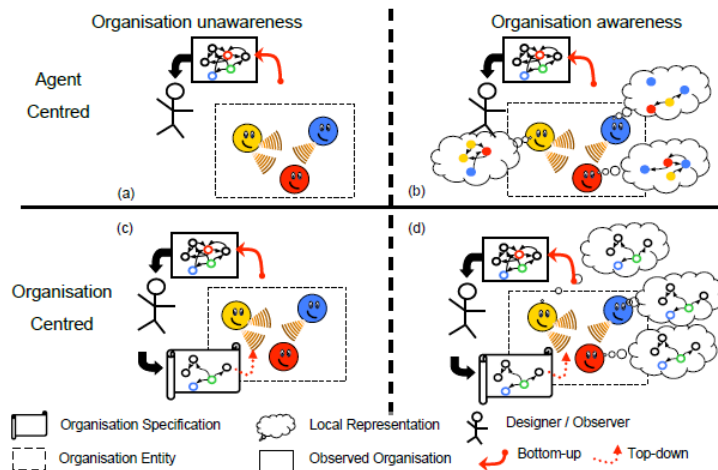 Organisation unawareness
Organisation awareness
Agent
Centred
(a)
(b)
(c)
(d)
Organisation
Centred
Organisation Specification
Local Representation
Designer / Observer
Organisation Entity
Observed Organisation
Bottom-up
Top-down